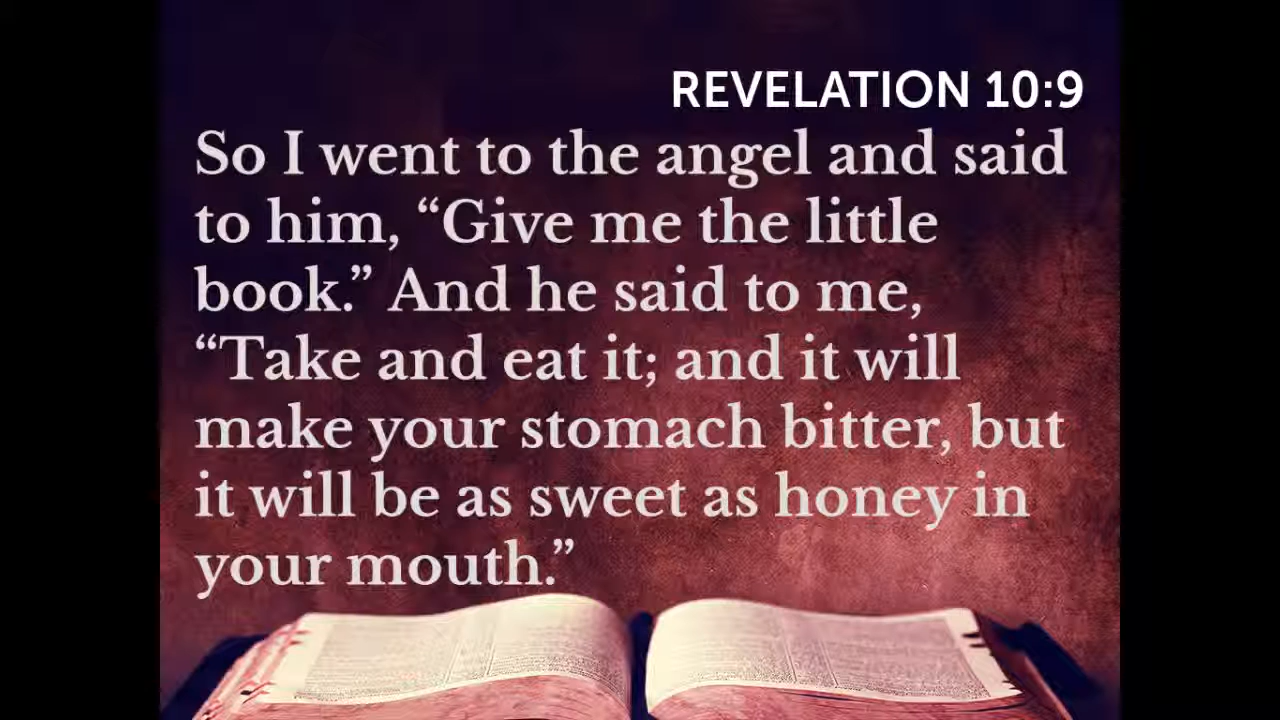 REVELATION 10:9
So I went to the angel and said
to him, “Give me the little
book.” And he said to me,
“Take and eat it; and it will
make your stomach bitter, but
it will be as sweet as honey in
your mouth.”